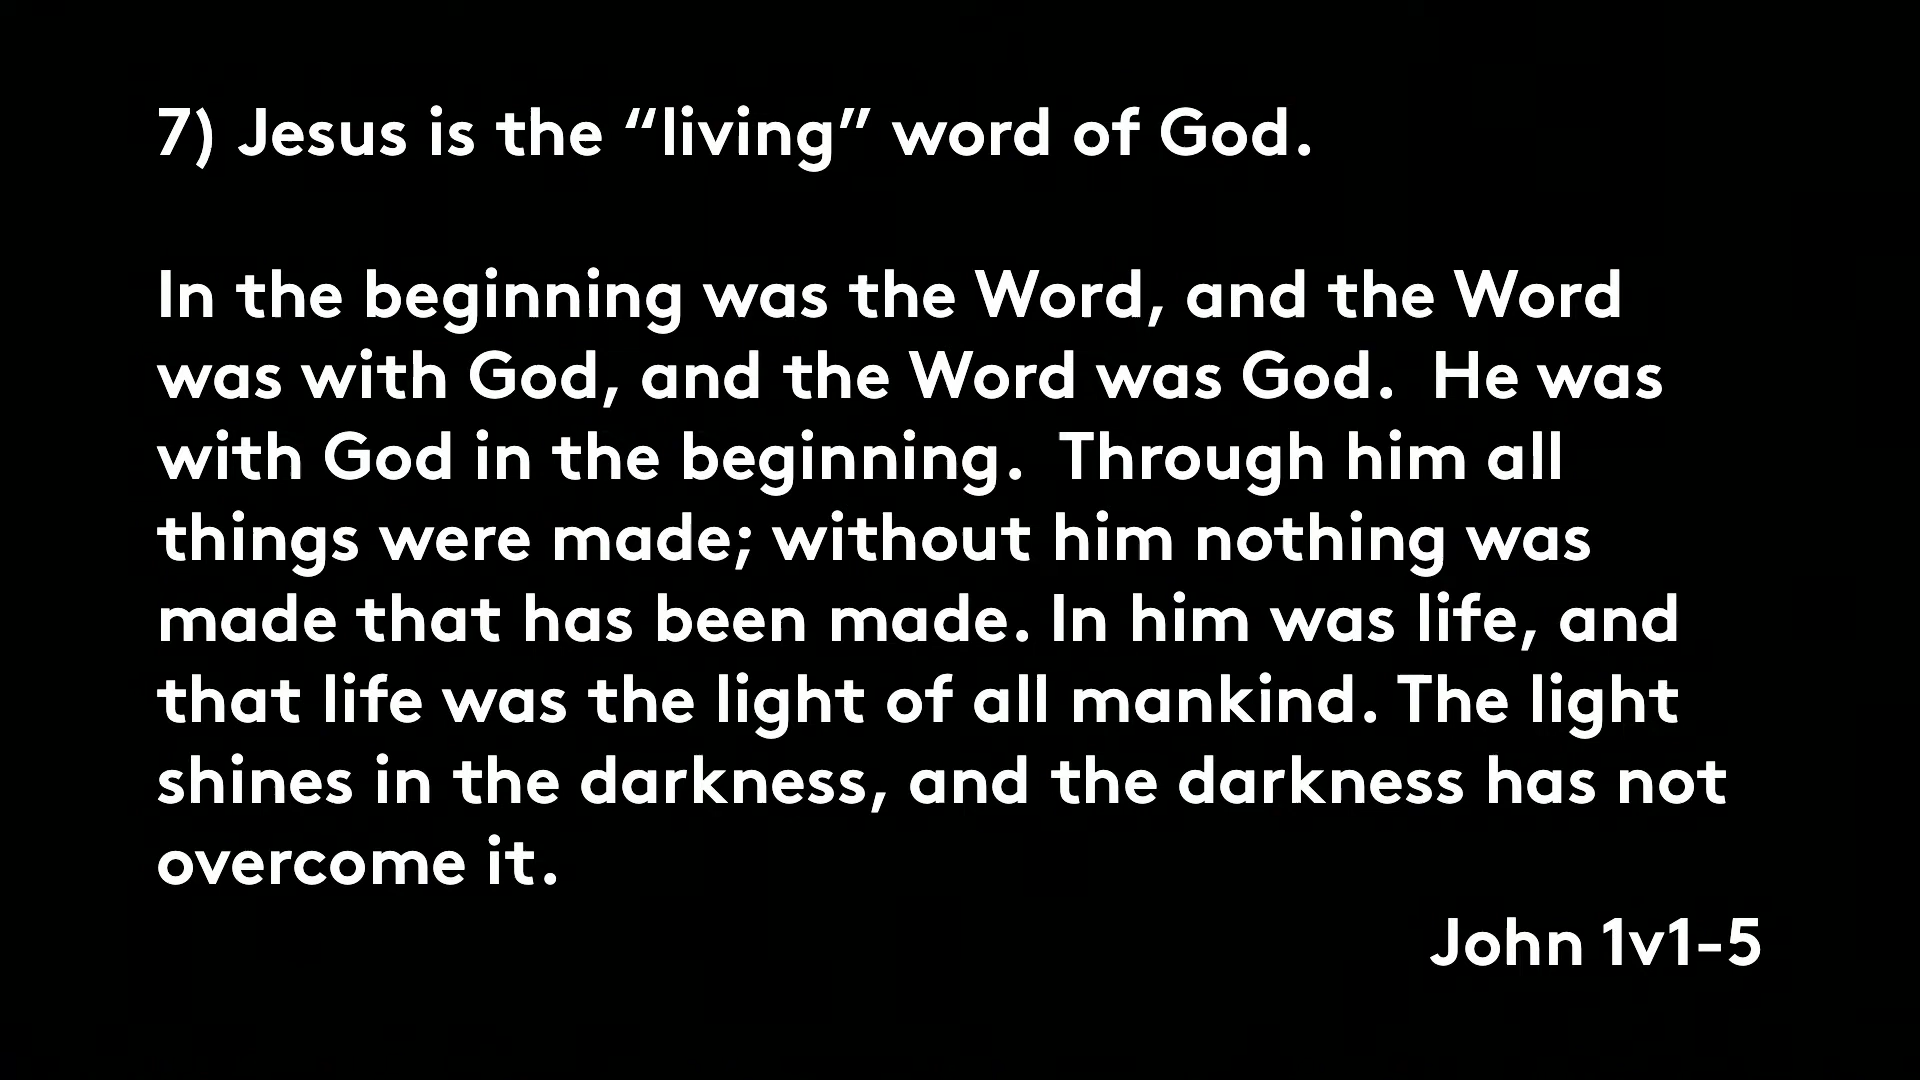 7) Jesus is the “living” word of God.
In the beginning was the Word, and the Word
was with God, and the Word was God.  He was
with God in the beginning.  Through him all
things were made; without him nothing was
made that has been made. In him was life, and
that life was the light of all mankind. The light
shines in the darkness, and the darkness has not
overcome it.
John 1v1-5